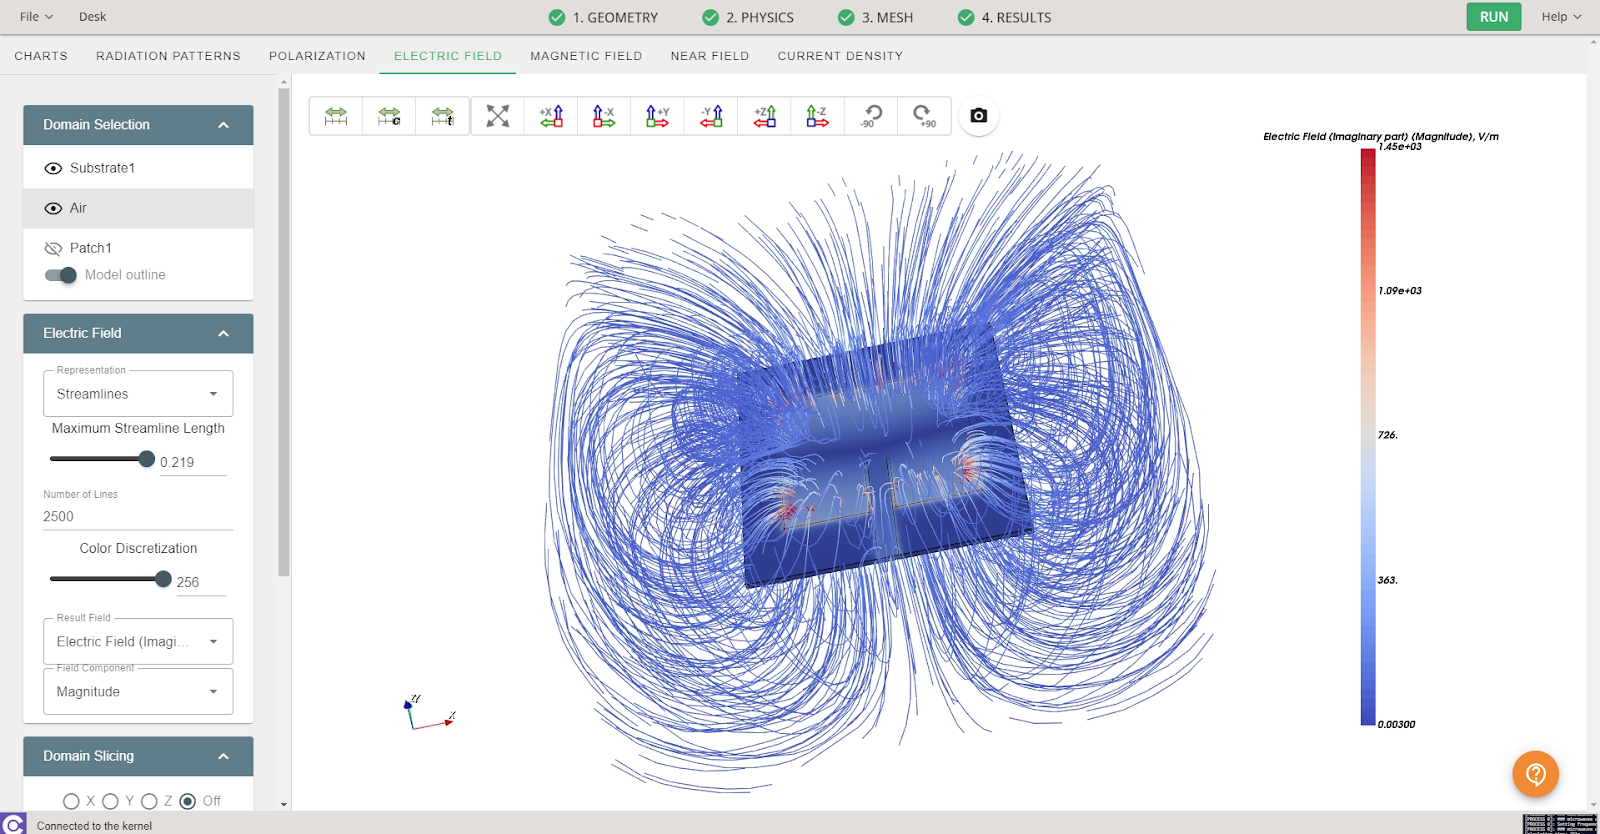 File
Desk
1. GEOMETRY
2. PHYSICS
3. MESH
4. RESULTS
RUN
Help
CHARTS
RADIATION PATTERNS
POLARIZATION
ELECTRIC FIELD
MAGNETIC FIELD
NEAR FIELD
CURRENT DENSITY
Domain Selection
Substrate1
Air
Patch1
Model outline
Electric Field
Representation
Streamlines
Maximum Streamline Length
0.219
Number of Lines
2500
Color Discretization
256
Result Field
Electric Field (Imagi...
Field Component
Magnitude
Domain Slicing
X
Y
Z
Off
c
t
+X
-X
+Y
-Y
+Z
-Z
-90
+90
Electric Field (Imaginary part) (Magnitude), V/m
1.45e+03
1.09e+03
726.
363.
0.00300
X
Connected to the kernel